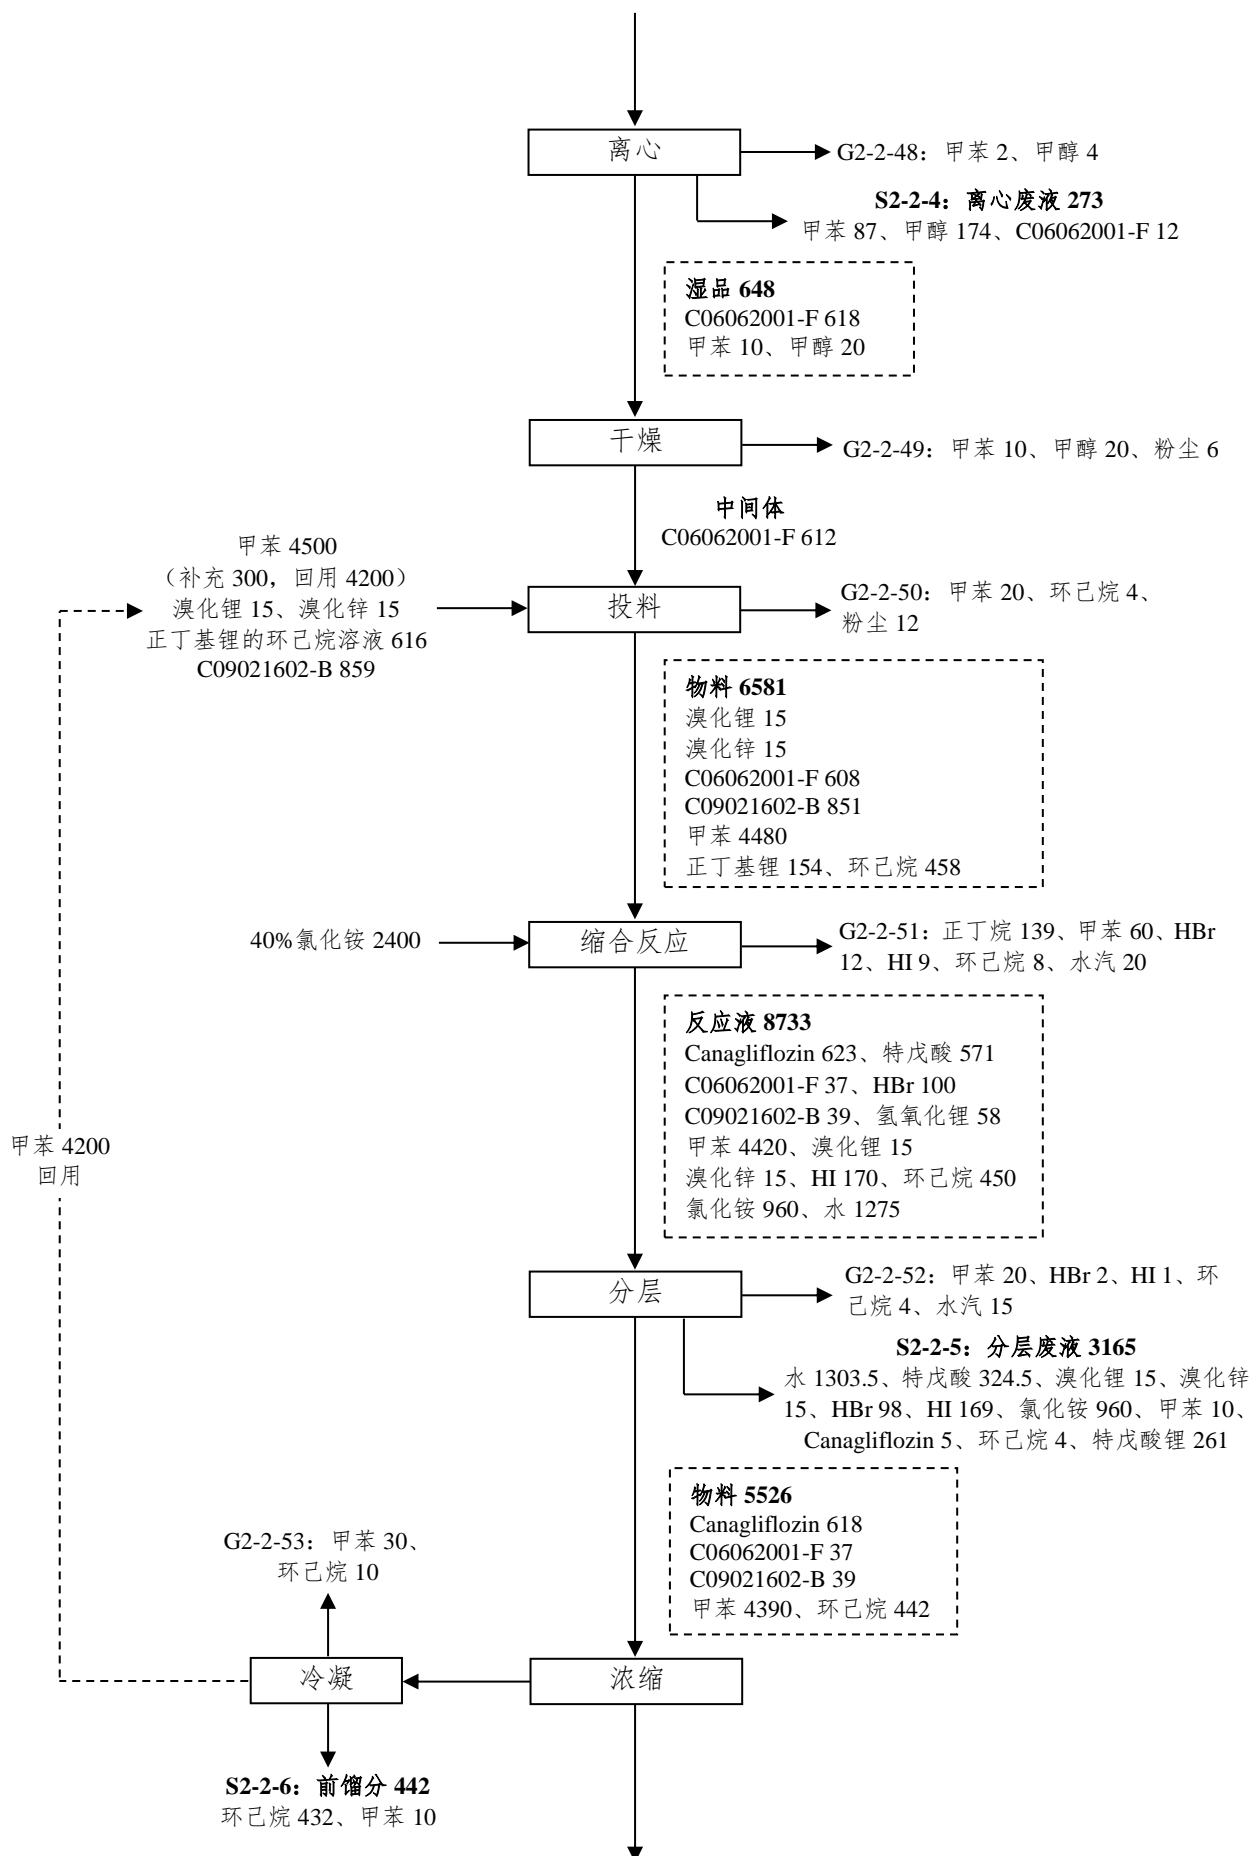 离心
G2-2-48：甲苯 2、甲醇 4
S2-2-4：离心废液 273
甲苯 87、甲醇 174、C06062001-F 12
湿品 648
C06062001-F 618
甲苯 10、甲醇 20
干燥
G2-2-49：甲苯 10、甲醇 20、粉尘 6
中间体
C06062001-F 612
甲苯 4500
（补充 300，回用 4200）
溴化锂 15、溴化锌 15
正丁基锂的环己烷溶液 616
C09021602-B 859
投料
G2-2-50：甲苯 20、环己烷 4、
粉尘 12
物料 6581
溴化锂 15
溴化锌 15
C06062001-F 608
C09021602-B 851
甲苯 4480
正丁基锂 154、环己烷 458
40%氯化铵 2400
缩合反应
G2-2-51：正丁烷 139、甲苯 60、HBr
12、HI 9、环己烷 8、水汽 20
反应液 8733
Canagliflozin 623、特戊酸 571
C06062001-F 37、HBr 100
C09021602-B 39、氢氧化锂 58
甲苯 4420、溴化锂 15
溴化锌 15、HI 170、环己烷 450
氯化铵 960、水 1275
甲苯 4200
回用
分层
G2-2-52：甲苯 20、HBr 2、HI 1、环
己烷 4、水汽 15
S2-2-5：分层废液 3165
水 1303.5、特戊酸 324.5、溴化锂 15、溴化锌
15、HBr 98、HI 169、氯化铵 960、甲苯 10、
Canagliflozin 5、环己烷 4、特戊酸锂 261
物料 5526
Canagliflozin 618
C06062001-F 37
C09021602-B 39
甲苯 4390、环己烷 442
G2-2-53：甲苯 30、
环己烷 10
冷凝
浓缩
S2-2-6：前馏分 442
环己烷 432、甲苯 10